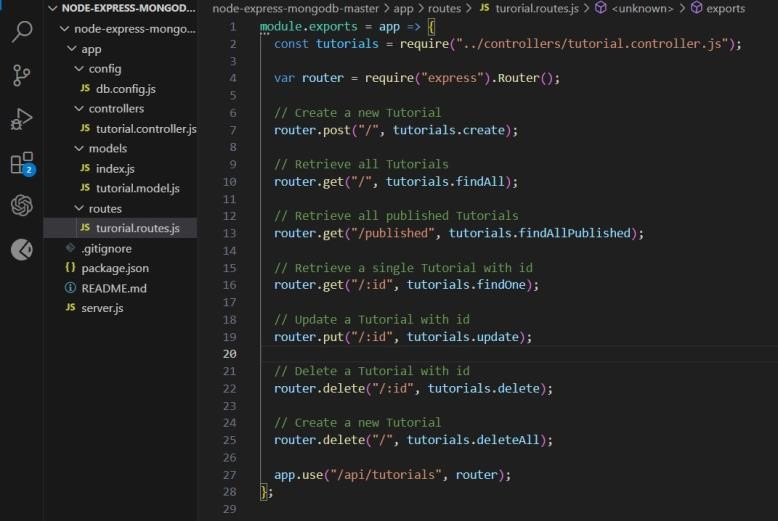 NODE-EXPRESS-MONGOD...
node-express-mongo...
app
config
JS db.config.js
controllers
JS tutorial.controller.js
models
JS index.js
JS tutorial.model.js
routes
JS turorial.routes.js
.gitignore
{} package.json
README.md
JS server.js
2
node-express-mongodb-master > app > routes > JS turorial.routes.js > <unknown> > exports
1 module.exports = app => {
2 const tutorials = require("../controllers/tutorial.controller.js");
3
4 var router = require("express").Router();
5
6 // Create a new Tutorial
7 router.post("/", tutorials.create);
8
9 // Retrieve all Tutorials
10 router.get("/", tutorials.findAll);
11
12 // Retrieve all published Tutorials
13 router.get("/published", tutorials.findAllPublished);
14
15 // Retrieve a single Tutorial with id
16 router.get("/:id", tutorials.findOne);
17
18 // Update a Tutorial with id
19 router.put("/:id", tutorials.update);
20
21 // Delete a Tutorial with id
22 router.delete("/:id", tutorials.delete);
23
24 // Create a new Tutorial
25 router.delete("/", tutorials.deleteAll);
26
27 app.use("/api/tutorials", router);
28 };
29